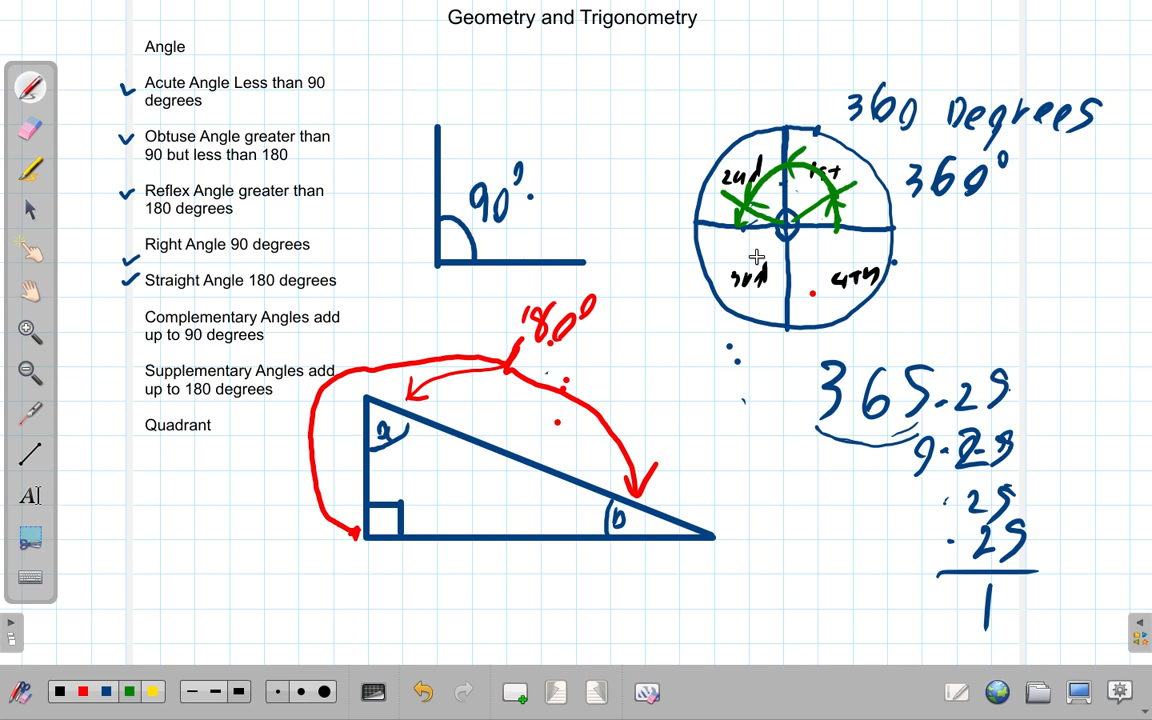 Geometry and Trigonometry
Angle
Acute Angle Less than 90
degrees
Obtuse Angle greater than
90 but less than 180
Reflex Angle greater than
180 degrees
Right Angle 90 degrees
Straight Angle 180 degrees
Complementary Angles add
up to 90 degrees
Supplementary Angles add
up to 180 degrees
Quadrant
90°
180°
a
b
360 Degrees
360°
2nd
1st
3rd
4th
365.25
.25
.25
1
AI